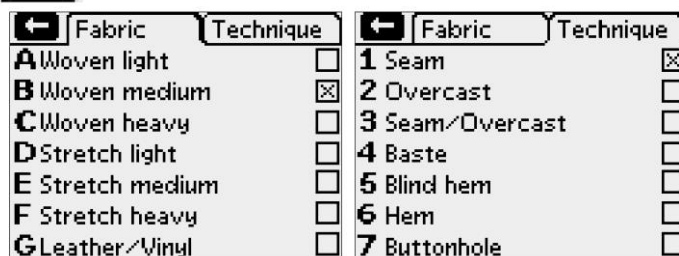 Fabric Technique
A Woven light
B Woven medium
C Woven heavy
D Stretch light
E Stretch medium
F Stretch heavy
G Leather/Vinyl
Fabric Technique
1 Seam
2 Overcast
3 Seam/Overcast
4 Baste
5 Blind hem
6 Hem
7 Buttonhole